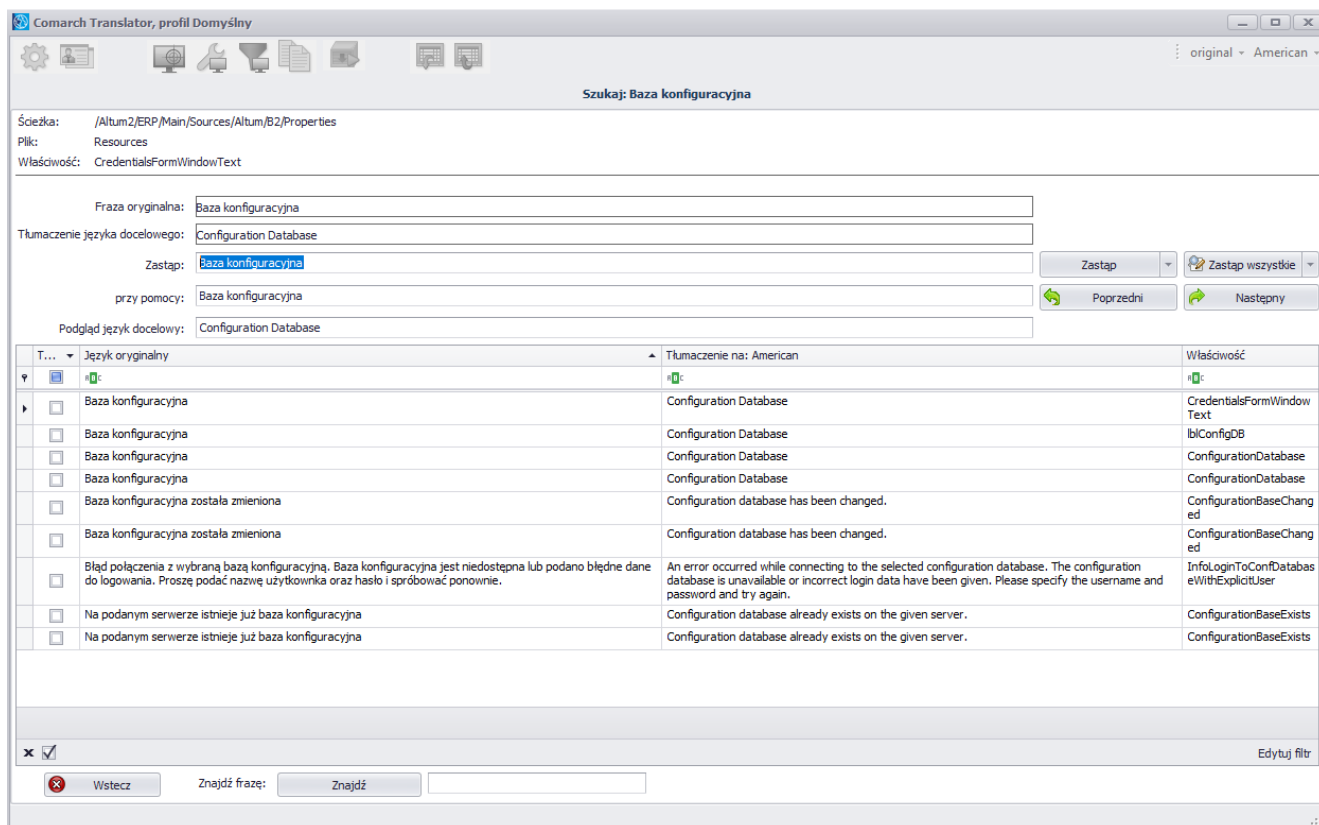 Comarch Translator, profil Domyślny
original American
Szukaj: Baza konfiguracyjna
Ścieżka: /Altum2/ERP/Main/Sources/Altum/B2/Properties
Plik: Resources
Właściwość: CredentialsFormWindowText
Fraza oryginalna: Baza konfiguracyjna
Tłumaczenie języka docelowego: Configuration Database
Zastąp: Baza konfiguracyjna Zastąp Zastąp wszystkie
przy pomocy: Baza konfiguracyjna Poprzedni Następny
Podgląd język docelowy: Configuration Database
T... Język oryginalny Tłumaczenie na: American Właściwość
Baza konfiguracyjna Configuration Database CredentialsFormWindow
Text
Baza konfiguracyjna Configuration Database lblConfigDB
Baza konfiguracyjna Configuration Database ConfigurationDatabase
Baza konfiguracyjna Configuration Database ConfigurationDatabase
Baza konfiguracyjna została zmieniona Configuration database has been changed. ConfigurationBaseChang
ed
Baza konfiguracyjna została zmieniona Configuration database has been changed. ConfigurationBaseChang
ed
Błąd połączenia z wybraną bazą konfiguracyjną. Baza konfiguracyjna jest niedostępna lub podano błędne dane An error occurred while connecting to the selected configuration database. The configuration InfoLoginToConfDatabas
do logowania. Proszę podać nazwę użytkownka oraz hasło i spróbować ponownie. database is unavailable or incorrect login data have been given. Please specify the username and eWithExplicitUser
password and try again.
Na podanym serwerze istnieje już baza konfiguracyjna Configuration database already exists on the given server. ConfigurationBaseExists
Na podanym serwerze istnieje już baza konfiguracyjna Configuration database already exists on the given server. ConfigurationBaseExists
Edytuj filtr
Wstecz Znajdź frazę: Znajdź